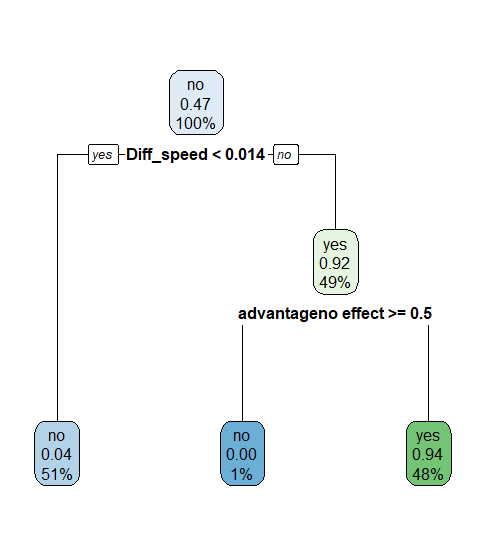 no
0.47
100%
yes Diff_speed < 0.014 no
yes
0.92
49%
advantageno effect >= 0.5
no
0.04
51%
no
0.00
1%
yes
0.94
48%